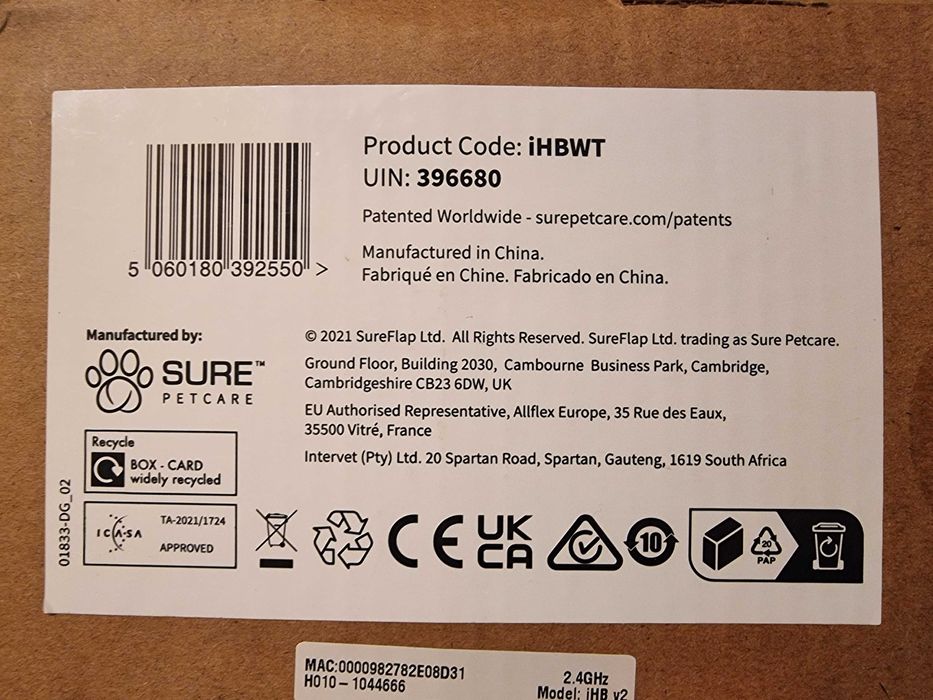 Product Code: iHBWT
UIN: 396680
Patented Worldwide - surepetcare.com/patents
Manufactured in China.
Fabriqué en Chine. Fabricado en China.
5 060180 392550 >
Manufactured by:
SURE™
PETCARE
© 2021 SureFlap Ltd. All Rights Reserved. SureFlap Ltd. trading as Sure Petcare.
Ground Floor, Building 2030, Cambourne Business Park, Cambridge,
Cambridgeshire CB23 6DW, UK
EU Authorised Representative, Allflex Europe, 35 Rue des Eaux,
35500 Vitré, France
Intervet (Pty) Ltd. 20 Spartan Road, Spartan, Gauteng, 1619 South Africa
Recycle
BOX - CARD
widely recycled
01833-DG_02
ICASA
TA-2021/1724
APPROVED
CE
UK
CA
10
20
PAP
MAC:0000982782E08D31
H010-1044666
2.4GHz
Model: iHB v2